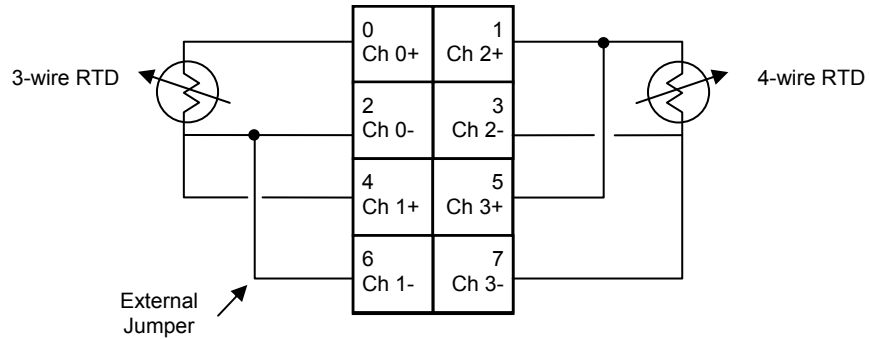 3-wire RTD
0
Ch 0+
1
Ch 2+
4-wire RTD
2
Ch 0-
3
Ch 2-
4
Ch 1+
5
Ch 3+
6
Ch 1-
7
Ch 3-
External
Jumper